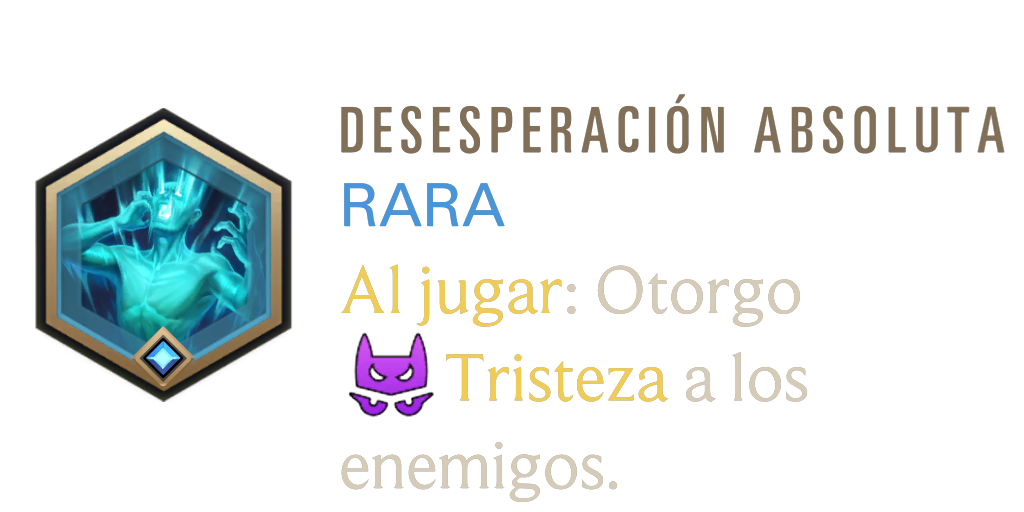 DESESPERACIÓN ABSOLUTA
RARA
Al jugar: Otorgo
Tristeza a los
enemigos.